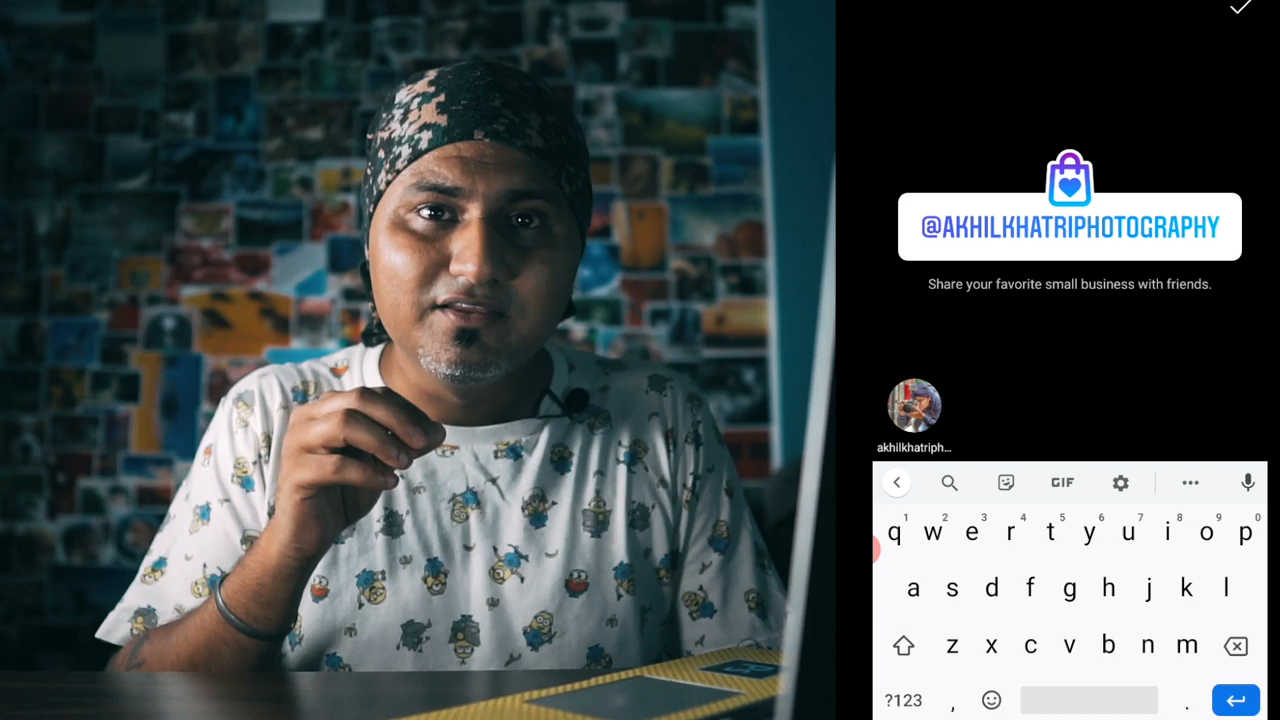 @AKHILKHATRIPHOTOGRAPHY
Share your favorite small business with friends.
akhilkhatriph...
GIF
1 2 3 4 5 6 7 8 9 0
q w e r t y u i o p
a s d f g h j k l
z x c v b n m
?123 , .